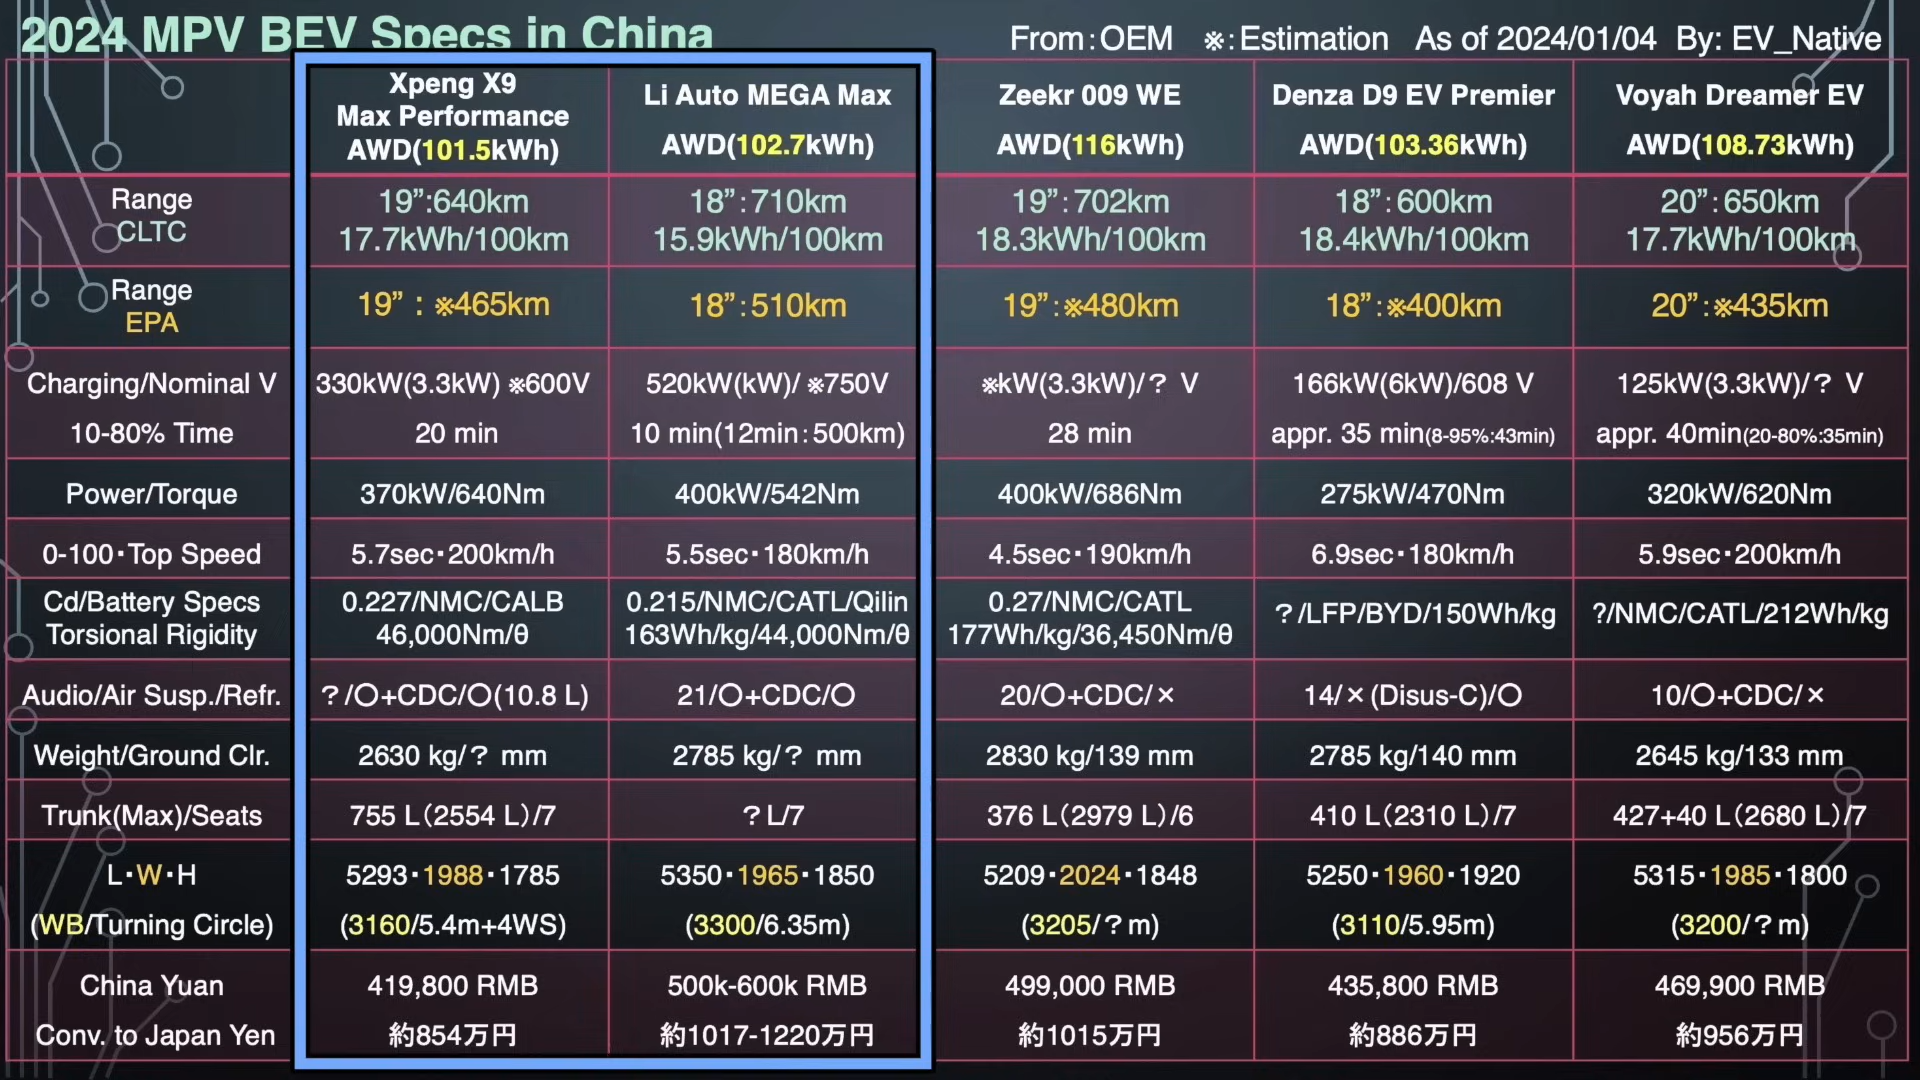 2024 MPV BEV Specs in China
From:OEM ※:Estimation As of 2024/01/04 By: EV_Native
Xpeng X9
Max Performance
AWD(101.5kWh)
Li Auto MEGA Max
AWD(102.7kWh)
Zeekr 009 WE
AWD(116kWh)
Denza D9 EV Premier
AWD(103.36kWh)
Voyah Dreamer EV
AWD(108.73kWh)
Range
CLTC
19”:640km
17.7kWh/100km
18”:710km
15.9kWh/100km
19”:702km
18.3kWh/100km
18”:600km
18.4kWh/100km
20”:650km
17.7kWh/100km
Range
EPA
19”:※465km
18”:510km
19”:※480km
18”:※400km
20”:※435km
Charging/Nominal V
10-80% Time
330kW(3.3kW) ※600V
20 min
520kW(kW)/ ※750V
10 min(12min:500km)
※kW(3.3kW)/? V
28 min
166kW(6kW)/608 V
appr. 35 min(8-95%:43min)
125kW(3.3kW)/? V
appr. 40min(20-80%:35min)
Power/Torque
370kW/640Nm
400kW/542Nm
400kW/686Nm
275kW/470Nm
320kW/620Nm
0-100・Top Speed
5.7sec・200km/h
5.5sec・180km/h
4.5sec・190km/h
6.9sec・180km/h
5.9sec・200km/h
Cd/Battery Specs
Torsional Rigidity
0.227/NMC/CALB
46,000Nm/θ
0.215/NMC/CATL/Qilin
163Wh/kg/44,000Nm/θ
0.27/NMC/CATL
177Wh/kg/36,450Nm/θ
?/LFP/BYD/150Wh/kg
?/NMC/CATL/212Wh/kg
Audio/Air Susp./Refr.
?/○+CDC/○(10.8 L)
21/○+CDC/○
20/○+CDC/×
14/×(Disus-C)/○
10/○+CDC/×
Weight/Ground Clr.
2630 kg/? mm
2785 kg/? mm
2830 kg/139 mm
2785 kg/140 mm
2645 kg/133 mm
Trunk(Max)/Seats
755 L(2554 L)/7
? L/7
376 L(2979 L)/6
410 L(2310 L)/7
427+40 L(2680 L)/7
L・W・H
(WB/Turning Circle)
5293・1988・1785
(3160/5.4m+4WS)
5350・1965・1850
(3300/6.35m)
5209・2024・1848
(3205/? m)
5250・1960・1920
(3110/5.95m)
5315・1985・1800
(3200/? m)
China Yuan
Conv. to Japan Yen
419,800 RMB
約854万円
500k-600k RMB
約1017-1220万円
499,000 RMB
約1015万円
435,800 RMB
約886万円
469,900 RMB
約956万円